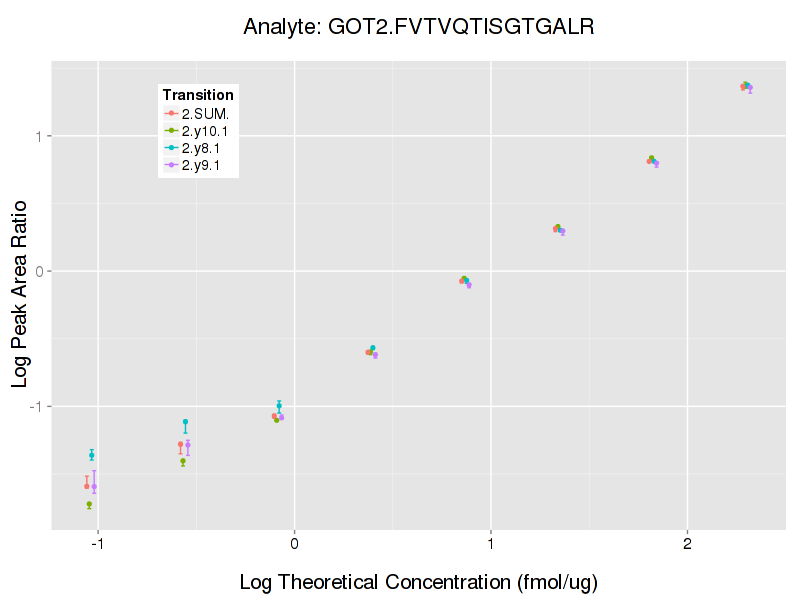 Analyte: GOT2.FVTVQTISGTGALR
Transition
2.SUM.
2.y10.1
2.y8.1
2.y9.1
Log Peak Area Ratio
1
0
-1
-1
0
1
2
Log Theoretical Concentration (fmol/ug)